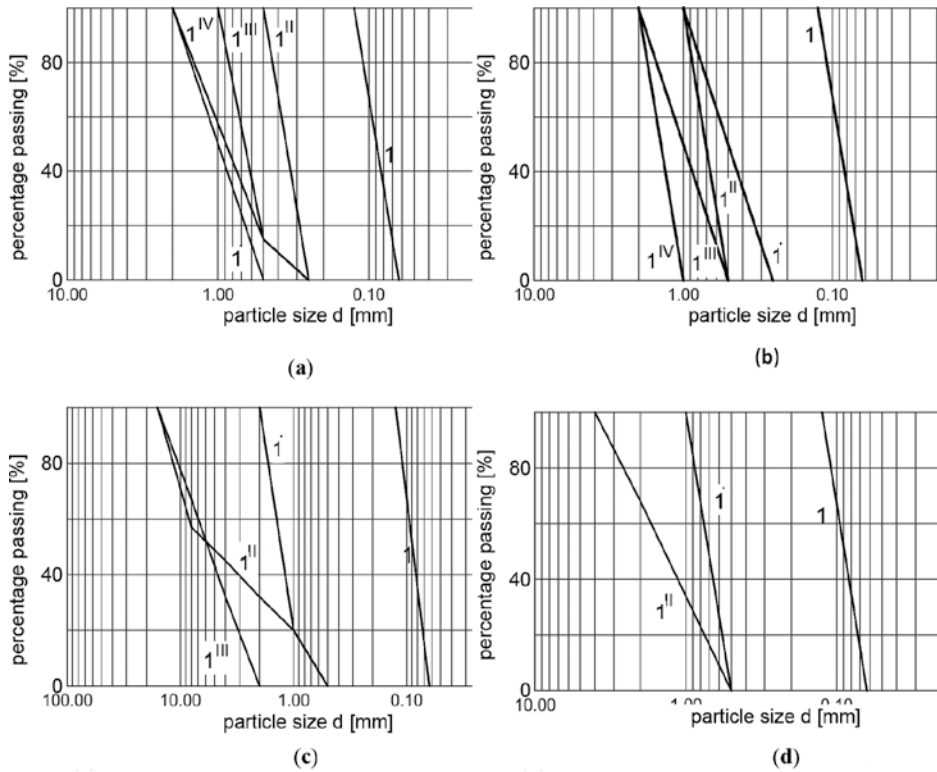 percentage passing [%]
80
40
0
1^IV
1^III
1^II
1
1'
10.00
1.00
0.10
particle size d [mm]
(a)
percentage passing [%]
80
40
0
1
1^II
1^IV
1^III
1'
10.00
1.00
0.10
particle size d [mm]
(b)
percentage passing [%]
80
40
0
1'
1^II
1
1^III
100.00
10.00
1.00
0.10
particle size d [mm]
(c)
percentage passing [%]
80
40
0
1'
1
1^II
10.00
1.00
0.10
particle size d [mm]
(d)